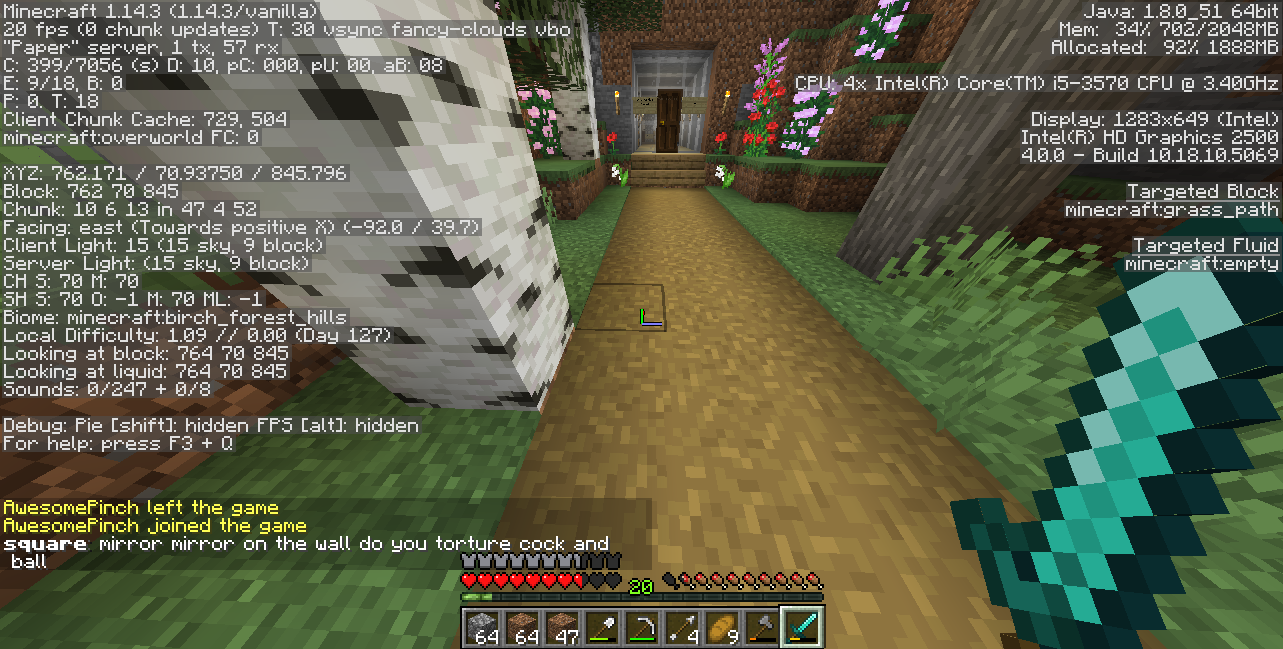 Minecraft 1.14.3 (1.14.3/vanilla)
20 fps (0 chunk updates) T: 30 vsync fancy-clouds vbo
"Paper" server, 1 tx, 57 rx
C: 399/7056 (s) D: 10, pC: 000, pU: 00, aB: 08
E: 9/18, B: 0
P: 0. T: 18
Client Chunk Cache: 729, 504
minecraft:overworld FC: 0
XYZ: 762.171 / 70.93750 / 845.796
Block: 762 70 845
Chunk: 10 6 13 in 47 4 52
Facing: east (Towards positive X) (-92.0 / 39.7)
Client Light: 15 (15 sky, 9 block)
Server Light: (15 sky, 9 block)
CH S: 70 M: 70
SH S: 70 O: -1 M: 70 ML: -1
Biome: minecraft:birch_forest_hills
Local Difficulty: 1.09 // 0.00 (Day 127)
Looking at block: 764 70 845
Looking at liquid: 764 70 845
Sounds: 0/247 + 0/8
Debug: Pie [shift]: hidden FPS [alt]: hidden
For help: press F3 + Q
Java: 1.8.0_51 64bit
Mem: 34% 702/2048MB
Allocated: 92% 1888MB
CPU: 4x Intel(R) Core(TM) i5-3570 CPU @ 3.40GHz
Display: 1283x649 (Intel)
Intel(R) HD Graphics 2500
4.0.0 - Build 10.18.10.5069
Targeted Block
minecraft:grass_path
Targeted Fluid
minecraft:empty
AwesomePinch left the game
AwesomePinch joined the game
square: mirror mirror on the wall do you torture cock and
ball
20
64 64 47 4 9